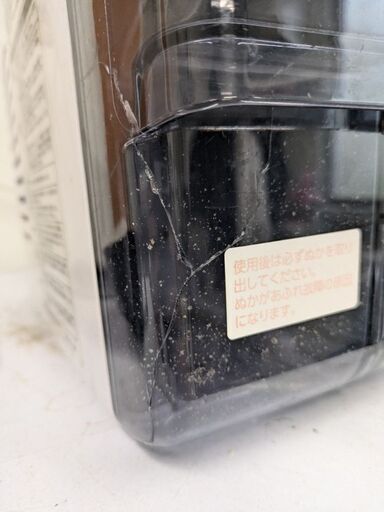 使用後は必ずぬかを取り
出してください。
ぬかがあふれ故障の原因
になります。